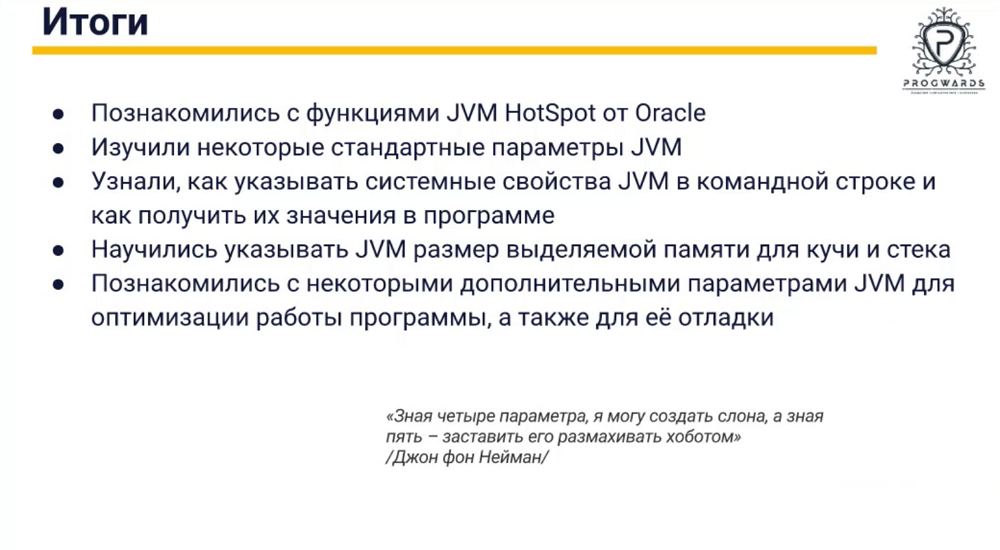 Итоги
PROGWARDS
● Познакомились с функциями JVM HotSpot от Oracle
● Изучили некоторые стандартные параметры JVM
● Узнали, как указывать системные свойства JVM в командной строке и
как получить их значения в программе
● Научились указывать JVM размер выделяемой памяти для кучи и стека
● Познакомились с некоторыми дополнительными параметрами JVM для
оптимизации работы программы, а также для её отладки
«Зная четыре параметра, я могу создать слона, а зная
пять – заставить его размахивать хоботом»
/Джон фон Нейман/